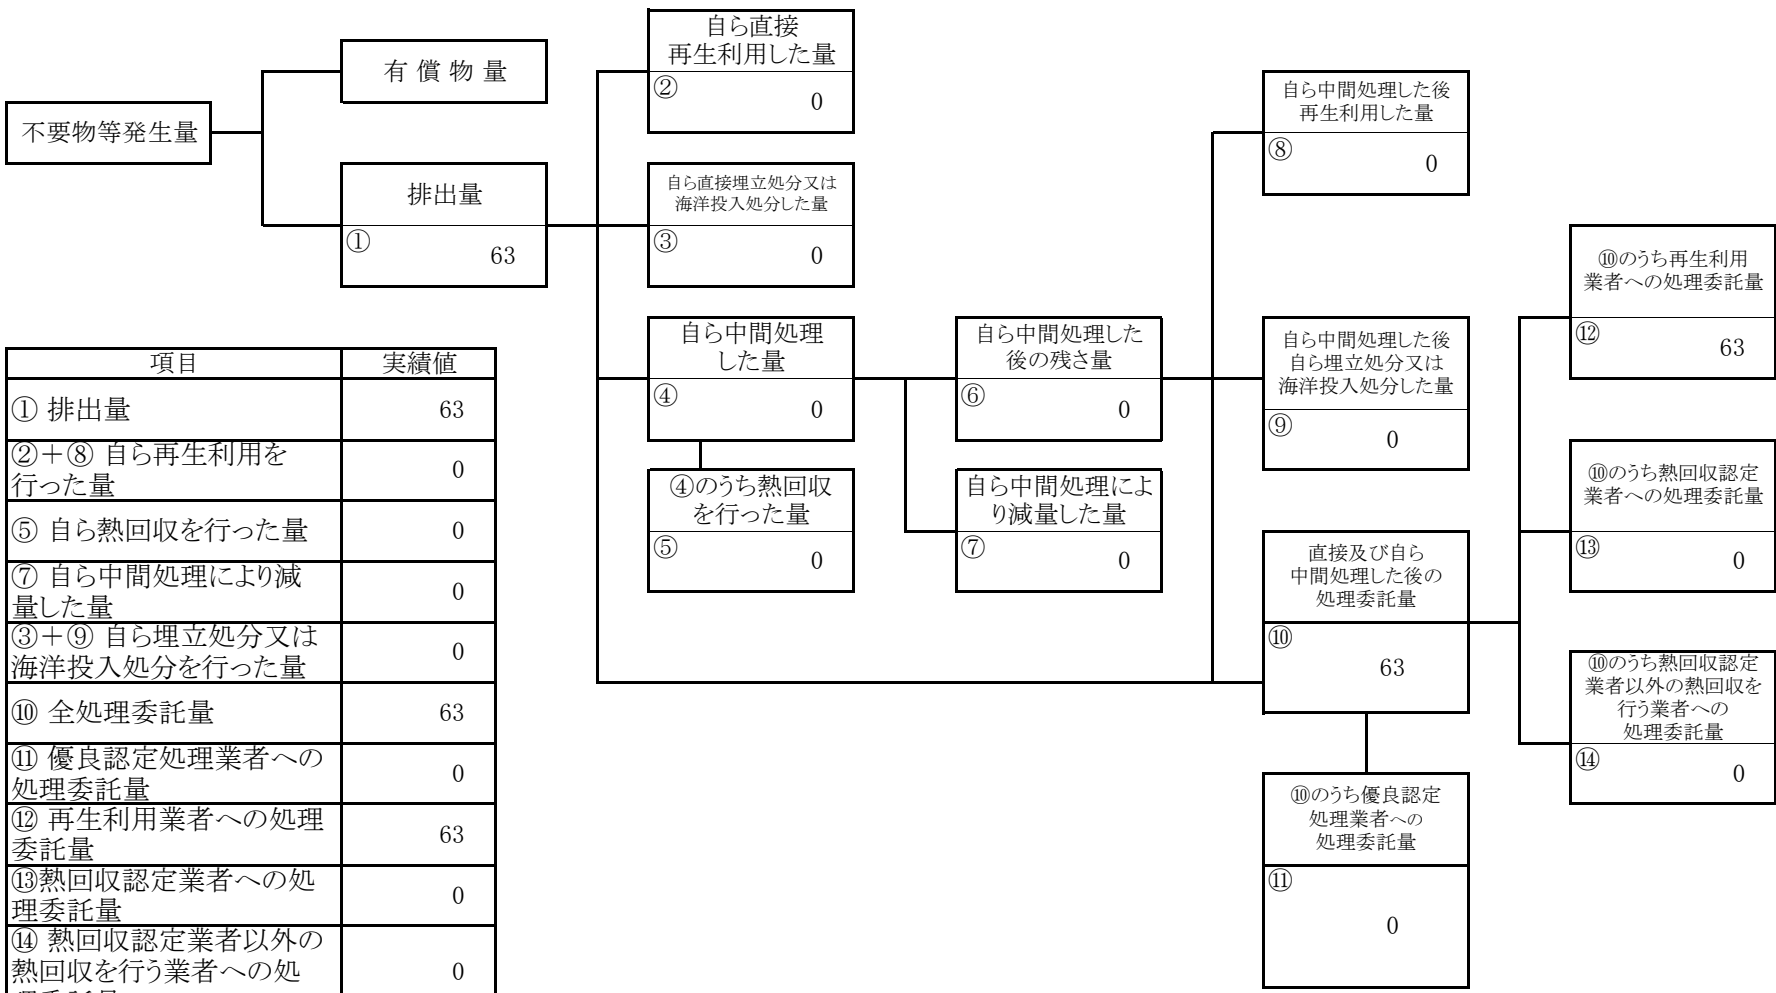 不要物等発生量
有 償 物 量
排出量
①
63
自ら直接
再生利用した量
②
0
自ら直接埋立処分又は
海洋投入処分した量
③
0
自ら中間処理
した量
④
0
④のうち熱回収
を行った量
⑤
0
自ら中間処理した
後の残さ量
⑥
0
自ら中間処理によ
り減量した量
⑦
0
自ら中間処理した後
再生利用した量
⑧
0
自ら中間処理した後
自ら埋立処分又は
海洋投入処分した量
⑨
0
直接及び自ら
中間処理した後の
処理委託量
⑩
63
⑩のうち優良認定
処理業者への
処理委託量
⑪
0
⑩のうち再生利用
業者への処理委託量
⑫
63
⑩のうち熱回収認定
業者への処理委託量
⑬
0
⑩のうち熱回収認定
業者以外の熱回収を
行う業者への
処理委託量
⑭
0
項目 実績値
① 排出量 63
②＋⑧ 自ら再生利用を
行った量 0
⑤ 自ら熱回収を行った量 0
⑦ 自ら中間処理により減
量した量 0
③＋⑨ 自ら埋立処分又は
海洋投入処分を行った量 0
⑩ 全処理委託量 63
⑪ 優良認定処理業者への
処理委託量 0
⑫ 再生利用業者への処理
委託量 63
⑬熱回収認定業者への処
理委託量 0
⑭ 熱回収認定業者以外の
熱回収を行う業者への処 0